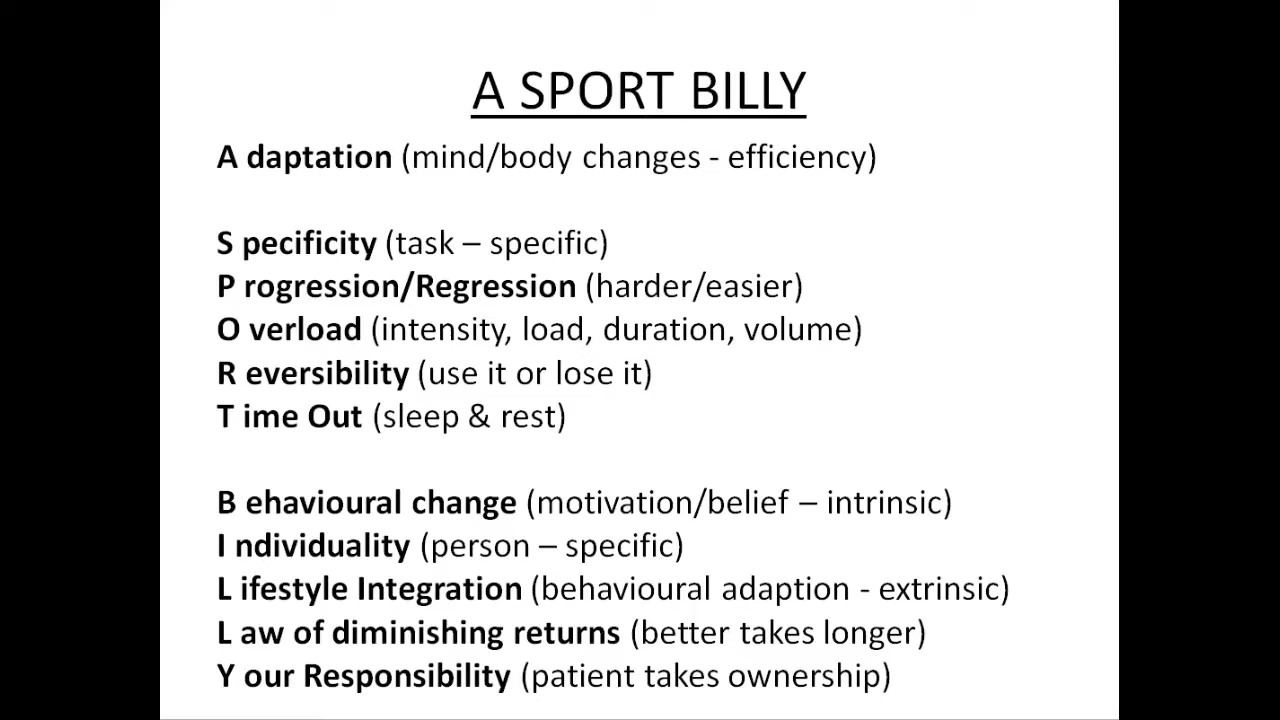 A SPORT BILLY
A daptation (mind/body changes - efficiency)
S pecificity (task – specific)
P rogression/Regression (harder/easier)
O verload (intensity, load, duration, volume)
R eversibility (use it or lose it)
T ime Out (sleep & rest)
B ehavioural change (motivation/belief – intrinsic)
I ndividuality (person – specific)
L ifestyle Integration (behavioural adaption - extrinsic)
L aw of diminishing returns (better takes longer)
Y our Responsibility (patient takes ownership)